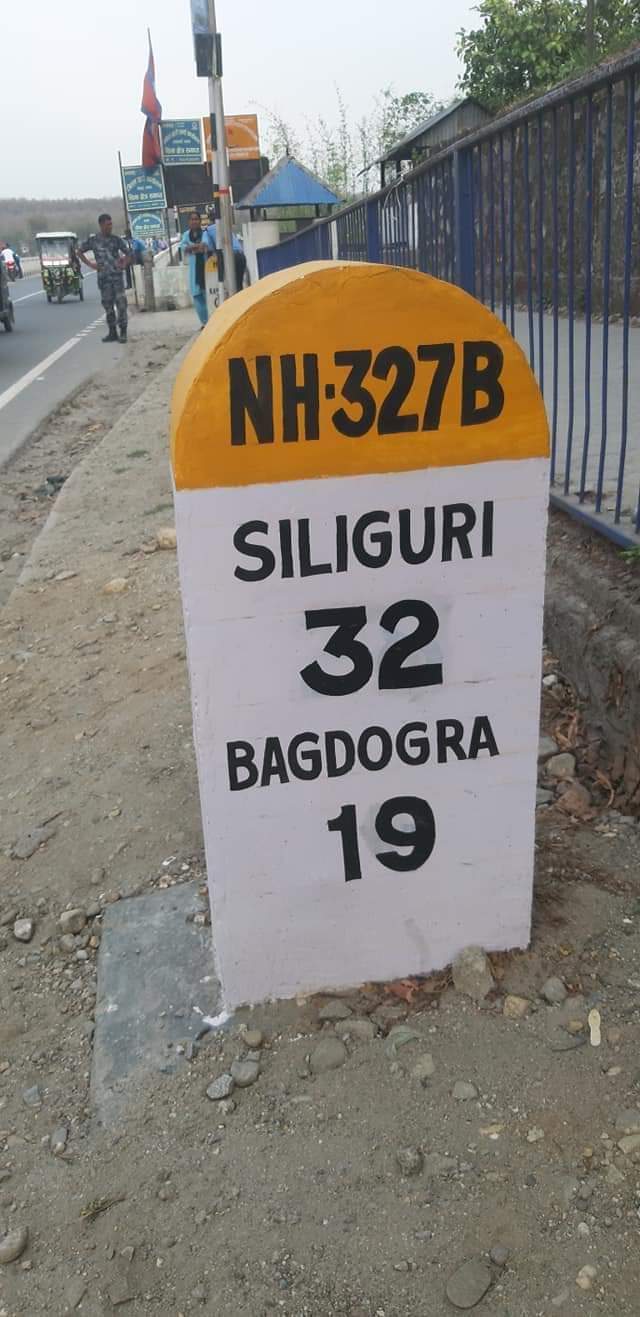 NH·327B
SILIGURI
32
BAGDOGRA
19